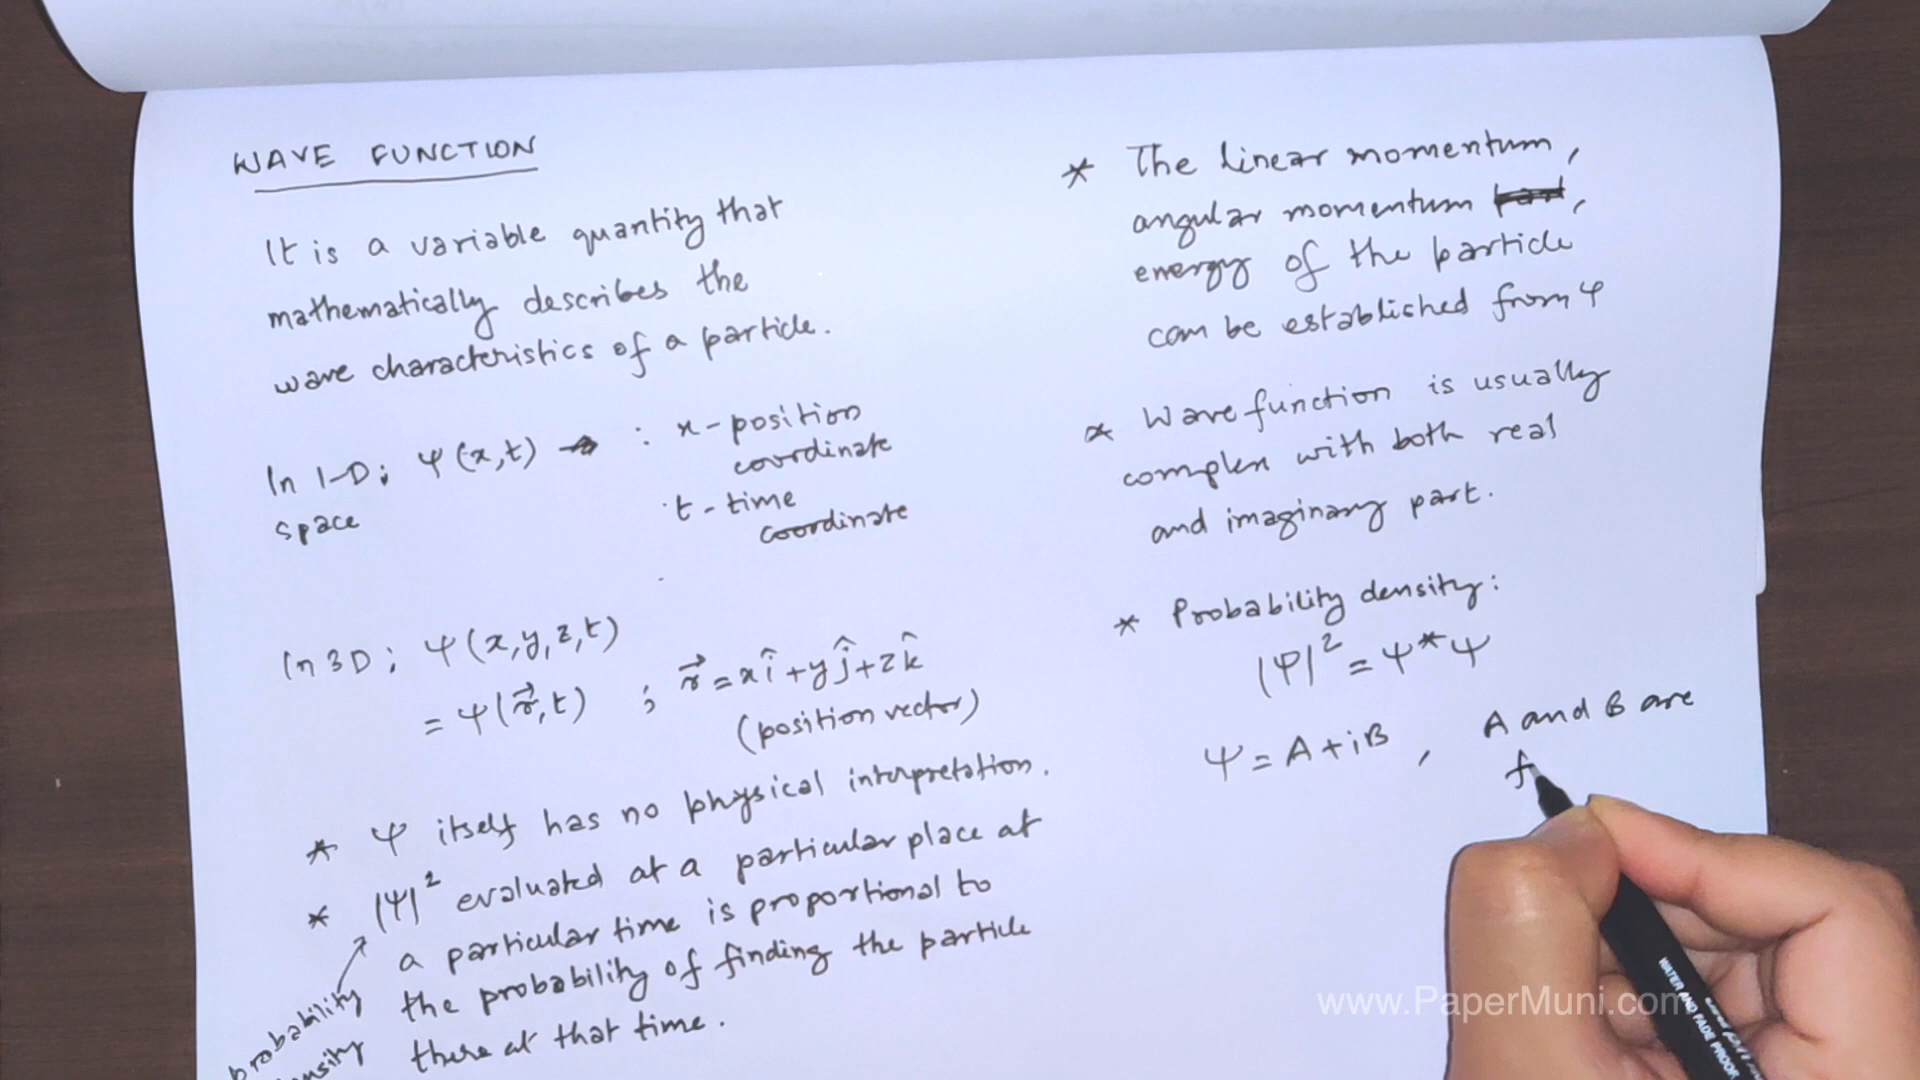 WAVE FUNCTION
It is a variable quantity that
mathematically describes the
wave characteristics of a particle.
In 1-D; ψ(x,t) → : x-position
coordinate
space
t-time
coordinate
In 3D; ψ(x,y,z,t)
= ψ(r⃗,t) ; r⃗ = xî + yĵ + zk̂
(position vector)
* ψ itself has no physical interpretation.
* |ψ|² evaluated at a particular place at
a particular time is proportional to
the probability of finding the particle
there at that time.
probability
* The linear momentum,
angular momentum,
energy of the particle
can be established from ψ
* Wave function is usually
complex with both real
and imaginary part.
* Probability density:
|ψ|² = ψ*ψ
ψ = A + iB , A and B are
f
www.PaperMuni.com
WATER AND FADE PROOF